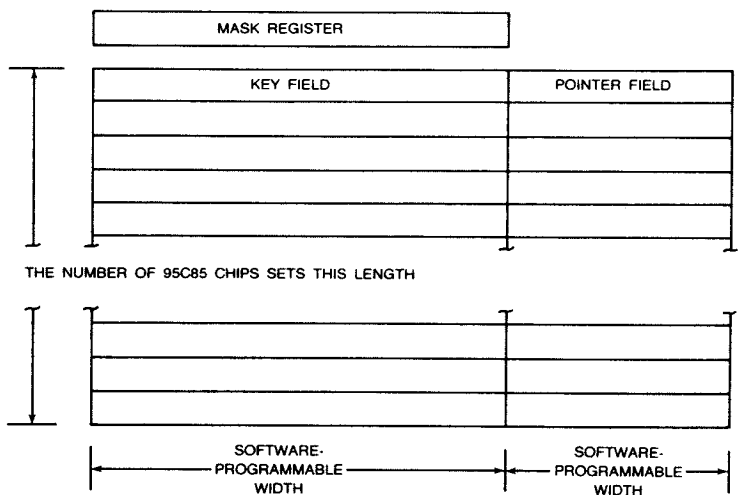 MASK REGISTER
KEY FIELD
POINTER FIELD
THE NUMBER OF 95C85 CHIPS SETS THIS LENGTH
SOFTWARE-
PROGRAMMABLE
WIDTH
SOFTWARE-
PROGRAMMABLE
WIDTH